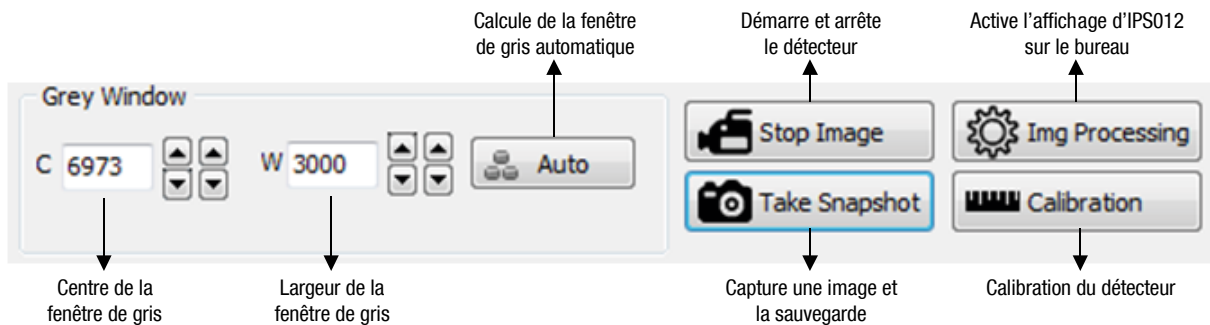 Calcule de la fenêtre
de gris automatique
Démarre et arrête
le détecteur
Active l'affichage d'IPS012
sur le bureau
Grey Window
C 6973
W 3000
Auto
Stop Image
Img Processing
Take Snapshot
Calibration
Centre de la
fenêtre de gris
Largeur de la
fenêtre de gris
Capture une image et
la sauvegarde
Calibration du détecteur